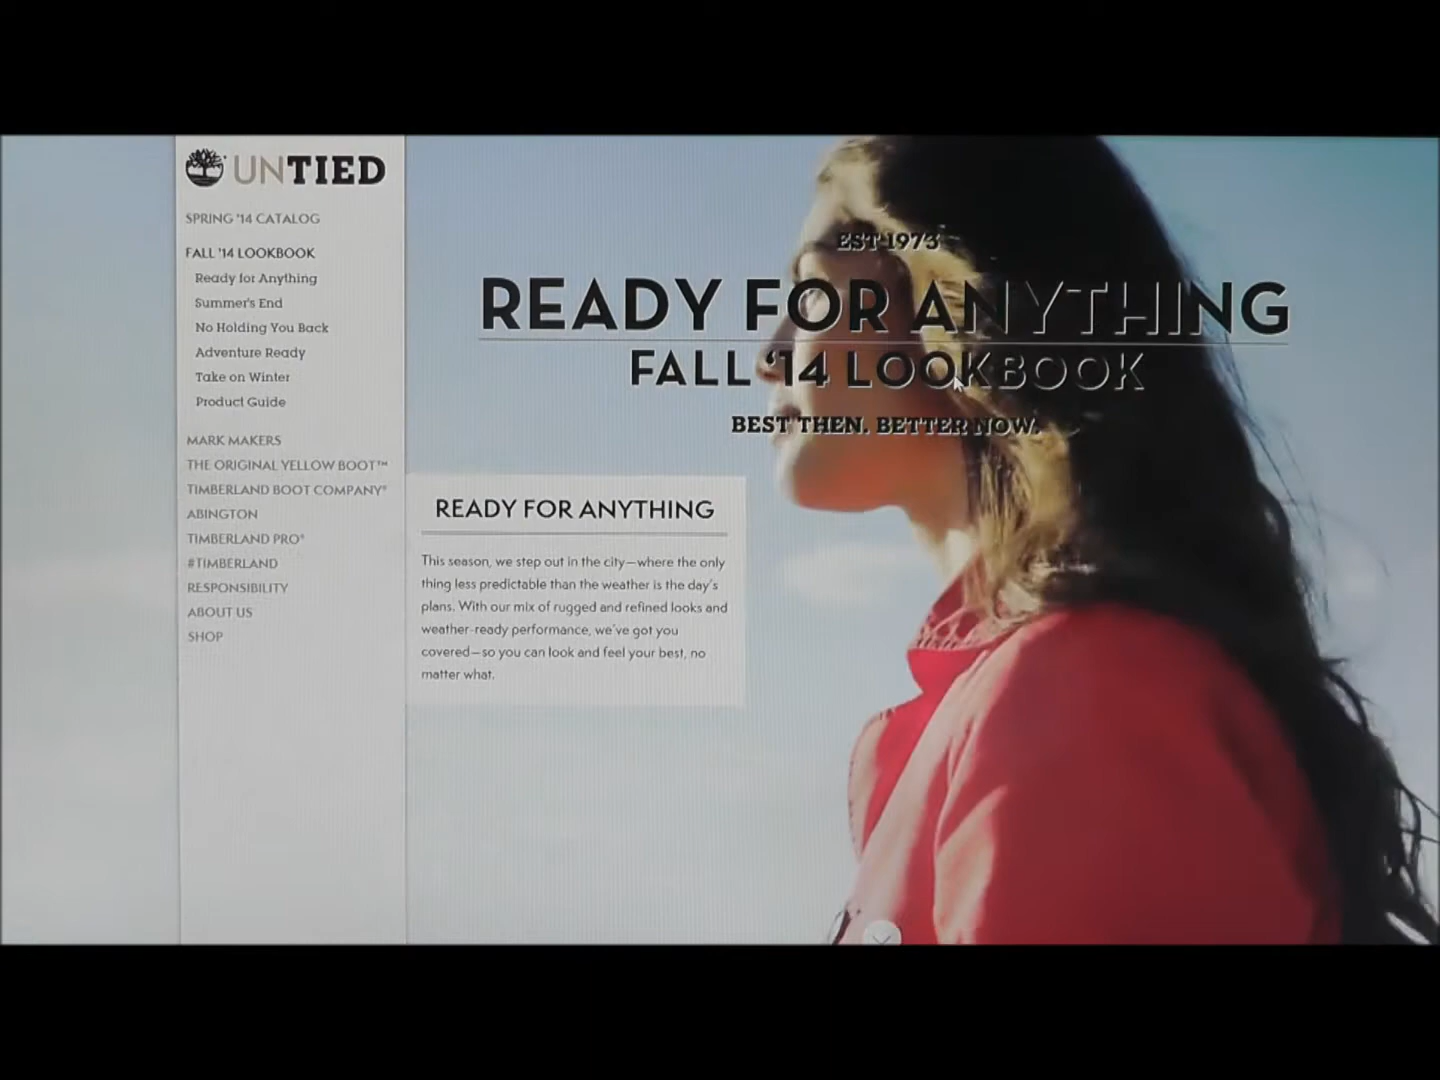 UNTIED
SPRING '14 CATALOG
FALL '14 LOOKBOOK
Ready for Anything
Summer's End
No Holding You Back
Adventure Ready
Take on Winter
Product Guide
MARK MAKERS
THE ORIGINAL YELLOW BOOT™
TIMBERLAND BOOT COMPANY®
ABINGTON
TIMBERLAND PRO®
#TIMBERLAND
RESPONSIBILITY
ABOUT US
SHOP
EST 1973
READY FOR ANYTHING
FALL '14 LOOKBOOK
BEST THEN. BETTER NOW.
READY FOR ANYTHING
This season, we step out in the city—where the only
thing less predictable than the weather is the day's
plans. With our mix of rugged and refined looks and
weather-ready performance, we've got you
covered—so you can look and feel your best, no
matter what.